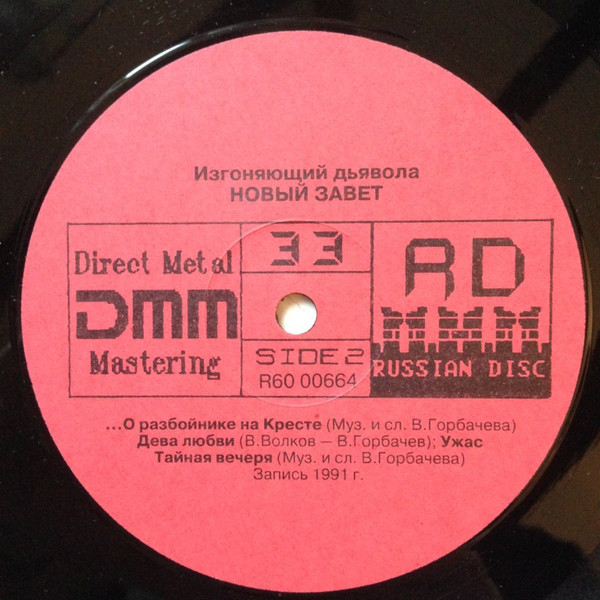 Изгоняющий дьявола
НОВЫЙ ЗАВЕТ
Direct Metal
DMM
Mastering
33
SIDE 2
R60 00664
RD
RUSSIAN DISC
...О разбойнике на Кресте (Муз. и сл. В.Горбачева)
Дева любви (В.Волков — В.Горбачев); Ужас
Тайная вечеря (Муз. и сл. В.Горбачева)
Запись 1991 г.